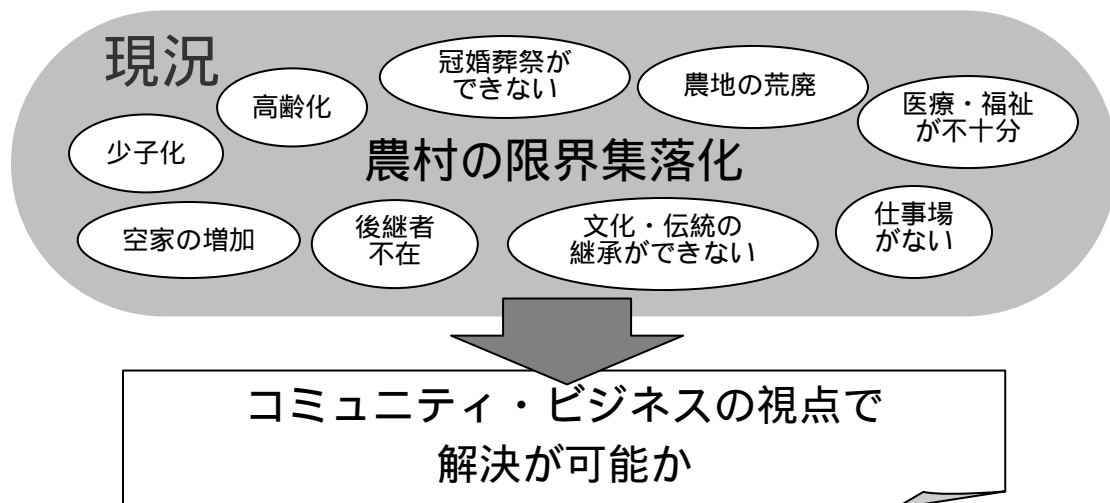 現況
高齢化
冠婚葬祭が
できない
農地の荒廃
医療・福祉
が不十分
少子化
農村の限界集落化
空家の増加
後継者
不在
文化・伝統の
継承ができない
仕事場
がない
コミュニティ・ビジネスの視点で
解決が可能か